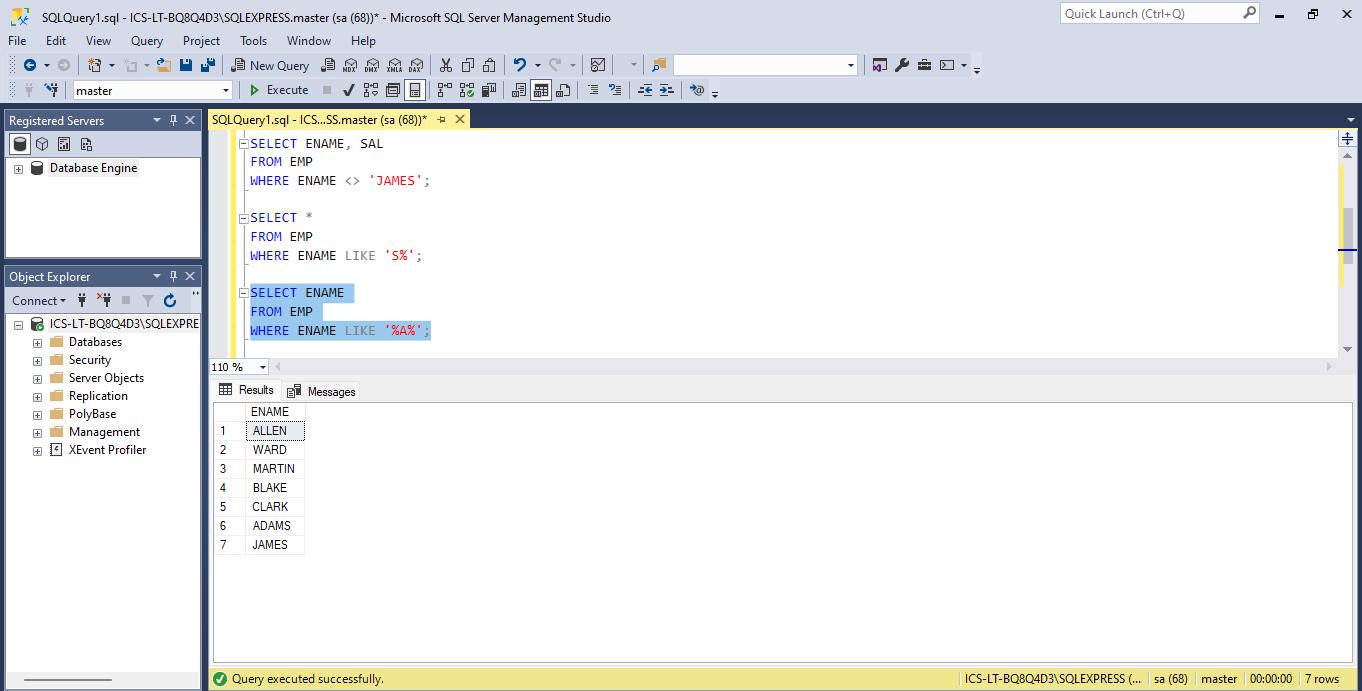 SQLQuery1.sql - ICS-LT-BQ8Q4D3\SQLEXPRESS.master (sa (68))* - Microsoft SQL Server Management Studio
Quick Launch (Ctrl+Q)
File Edit View Query Project Tools Window Help
New Query MDX DMX XMLA DAX
master Execute
Registered Servers
Database Engine
Object Explorer
Connect
ICS-LT-BQ8Q4D3\SQLEXPRE
Databases
Security
Server Objects
Replication
PolyBase
Management
XEvent Profiler
SQLQuery1.sql - ICS...SS.master (sa (68))*
SELECT ENAME, SAL
FROM EMP
WHERE ENAME <> 'JAMES';
SELECT *
FROM EMP
WHERE ENAME LIKE 'S%';
SELECT ENAME
FROM EMP
WHERE ENAME LIKE '%A%';
110 %
Results Messages
ENAME
1 ALLEN
2 WARD
3 MARTIN
4 BLAKE
5 CLARK
6 ADAMS
7 JAMES
Query executed successfully. ICS-LT-BQ8Q4D3\SQLEXPRESS (... sa (68) master 00:00:00 7 rows